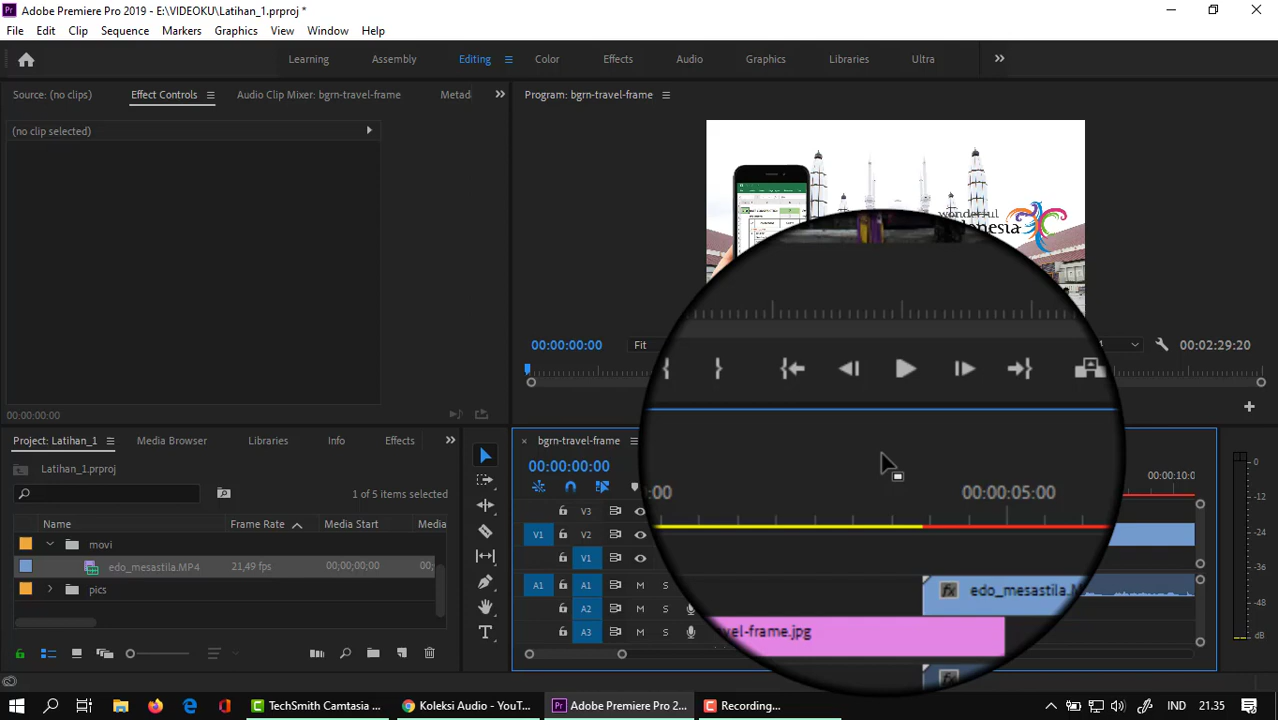 Adobe Premiere Pro 2019 - E:\VIDEOKU\Latihan_1.prproj *
File Edit Clip Sequence Markers Graphics View Window Help
Learning Assembly Editing Color Effects Audio Graphics Libraries Ultra
Source: (no clips) Effect Controls Audio Clip Mixer: bgrn-travel-frame Metad
Program: bgrn-travel-frame
(no clip selected)
wonderful
00:00:00:00 Fit 00:02:29:20
00:00:00:00
Project: Latihan_1 Media Browser Libraries Info Effects
bgrn-travel-frame
Latihan_1.prproj
00:00:00:00
1 of 5 items selected
:00 00:00:05:00 00:00:10:0
Name Frame Rate Media Start Media
V3
V1 V2
movi
V1
edo_mesastila.MP4 21,49 fps 00;00;00;00 00;
A1 A1 M S
edo_mesastila.M
pics
A2 M S
A3 M S
vel-frame.jpg
0
-12
-24
-36
-48
dB
TechSmith Camtasia Koleksi Audio - YouT... Adobe Premiere Pro 2... Recording... IND 21.35